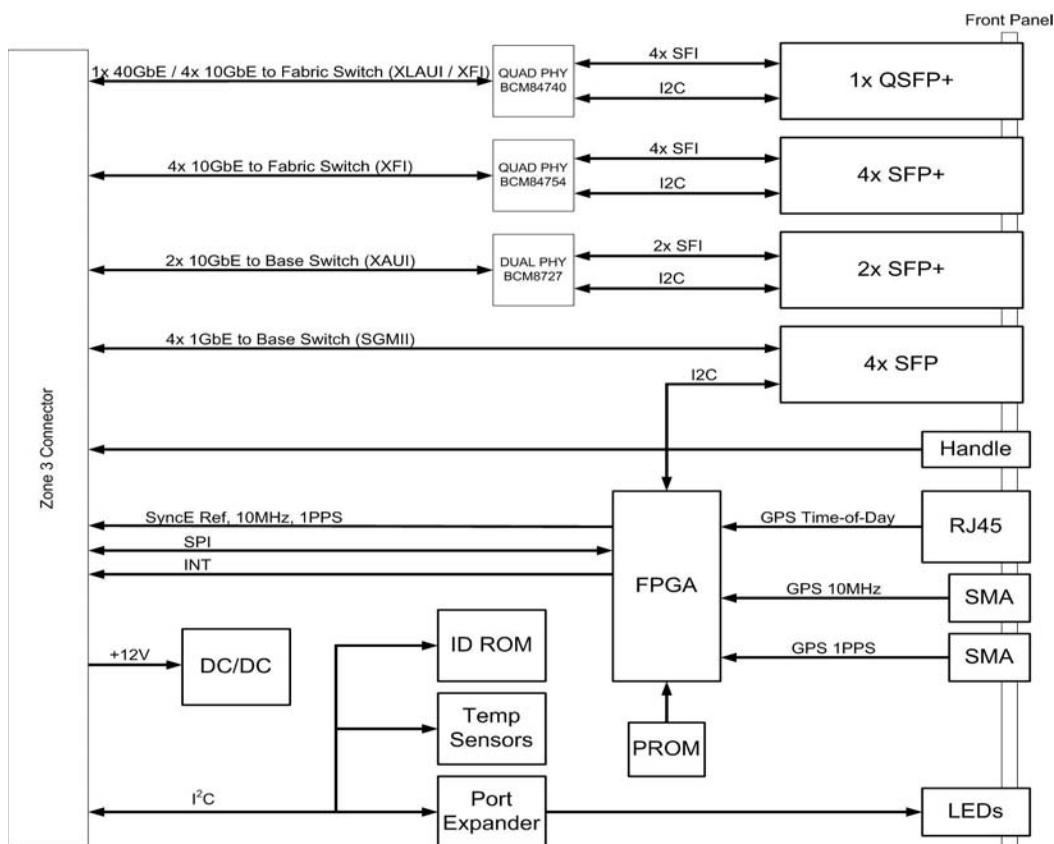 Front Panel
1x 40GbE / 4x 10GbE to Fabric Switch (XLAUI / XFI)
QUAD PHY
BCM84740
4x SFI
I2C
1x QSFP+
4x 10GbE to Fabric Switch (XFI)
QUAD PHY
BCM84754
4x SFI
I2C
4x SFP+
2x 10GbE to Base Switch (XAUI)
DUAL PHY
BCM8727
2x SFI
I2C
2x SFP+
4x 1GbE to Base Switch (SGMII)
4x SFP
I2C
Zone 3 Connector
Handle
SyncE Ref, 10MHz, 1PPS
SPI
INT
FPGA
GPS Time-of-Day
RJ45
GPS 10MHz
SMA
GPS 1PPS
SMA
+12V
DC/DC
ID ROM
Temp
Sensors
PROM
I²C
Port
Expander
LEDs